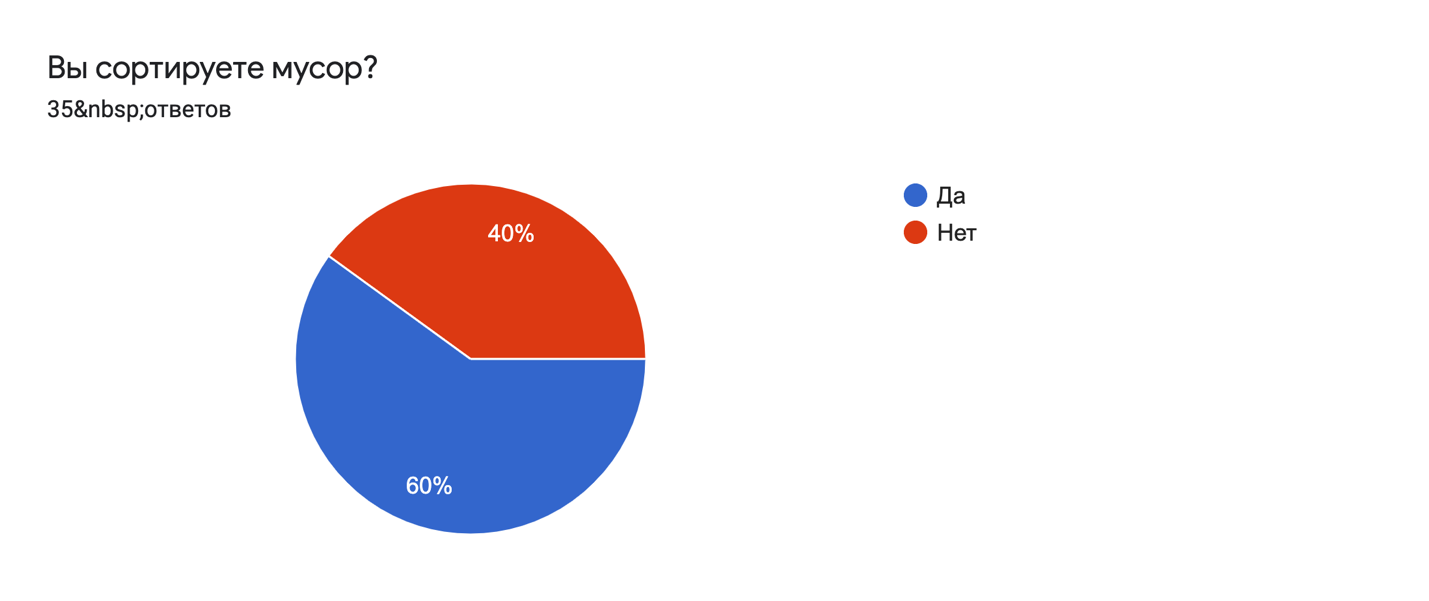 Вы сортируете мусор?
35&nbsp;ответов
Да
Нет
40%
60%